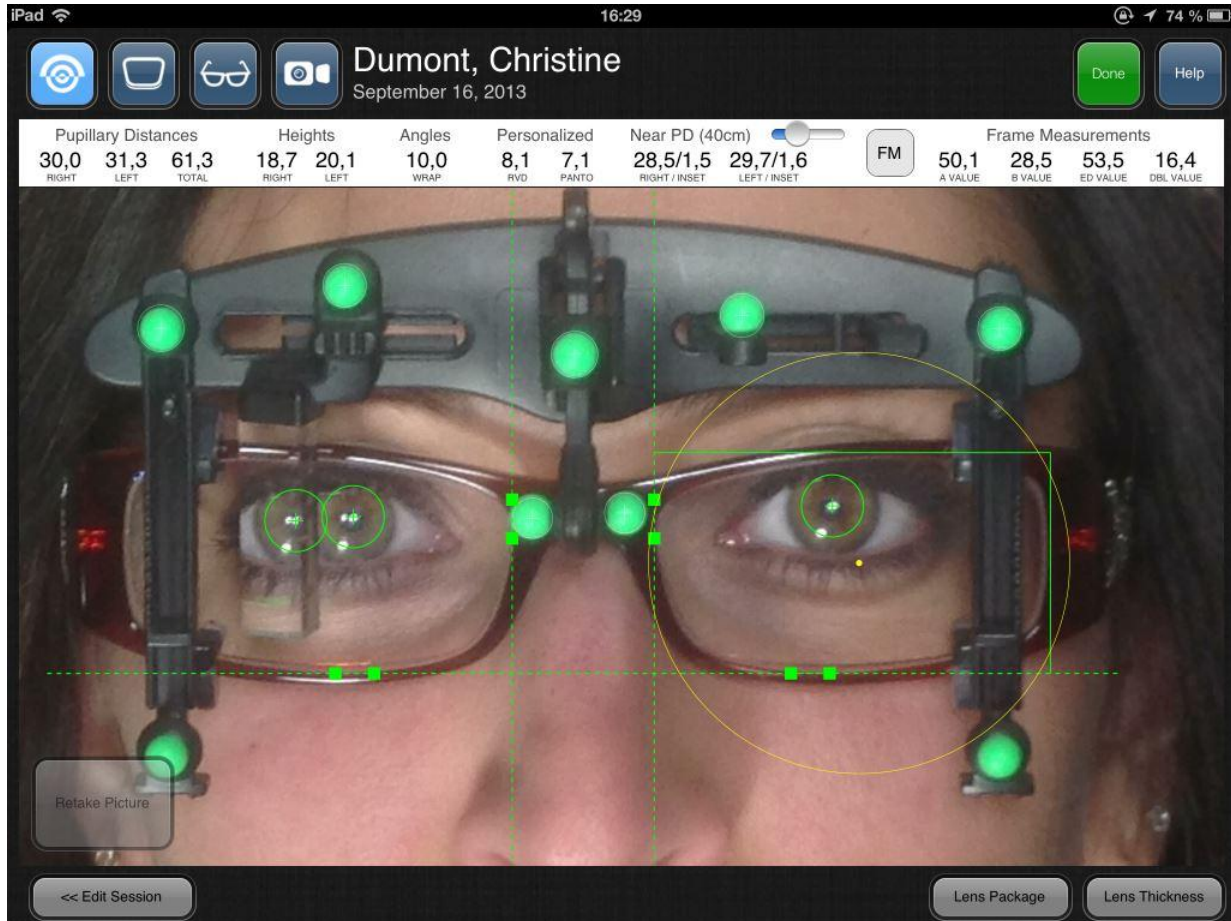 iPad 16:29 74 %
Dumont, Christine
September 16, 2013
Done
Help
Pupillary Distances Heights Angles Personalized Near PD (40cm) FM Frame Measurements
30,0 31,3 61,3 18,7 20,1 10,0 8,1 7,1 28,5/1,5 29,7/1,6 50,1 28,5 53,5 16,4
RIGHT LEFT TOTAL RIGHT LEFT WRAP RVD PANTO RIGHT / INSET LEFT / INSET A VALUE B VALUE ED VALUE DBL VALUE
Retake Picture
<< Edit Session Lens Package Lens Thickness